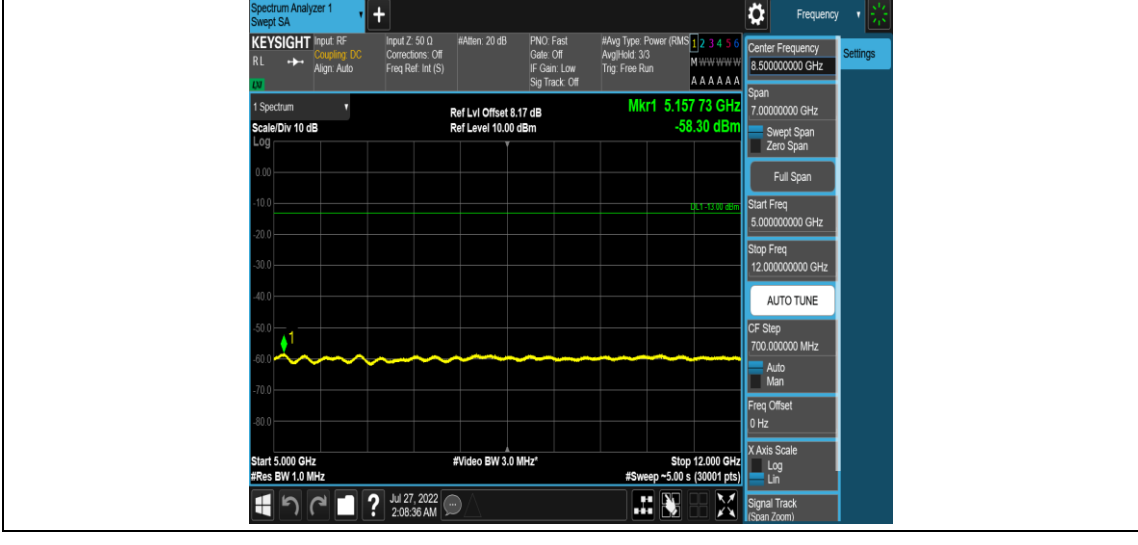 Spectrum Analyzer 1
Swept SA
+
Frequency
KEYSIGHT
RL
LXI
Input: RF
Coupling: DC
Align: Auto
Input Z: 50 Ω
Corrections: Off
Freq Ref: Int (S)
#Atten: 20 dB
PNO: Fast
Gate: Off
IF Gain: Low
Sig Track: Off
#Avg Type: Power (RMS
Avg|Hold: 3/3
Trig: Free Run
1 2 3 4 5 6
M W W W W W
A A A A A A
1 Spectrum
Scale/Div 10 dB
Log
Ref Lvl Offset 8.17 dB
Ref Level 10.00 dBm
Mkr1 5.157 73 GHz
-58.30 dBm
0.00
-10.0
DL1 -13.00 dBm
-20.0
-30.0
-40.0
-50.0
1
-60.0
-70.0
-80.0
Start 5.000 GHz
#Res BW 1.0 MHz
#Video BW 3.0 MHz*
Stop 12.000 GHz
#Sweep ~5.00 s (30001 pts)
?
Jul 27, 2022
2:08:36 AM
Center Frequency
8.500000000 GHz
Settings
Span
7.00000000 GHz
Swept Span
Zero Span
Full Span
Start Freq
5.000000000 GHz
Stop Freq
12.000000000 GHz
AUTO TUNE
CF Step
700.000000 MHz
Auto
Man
Freq Offset
0 Hz
X Axis Scale
Log
Lin
Signal Track
(Span Zoom)